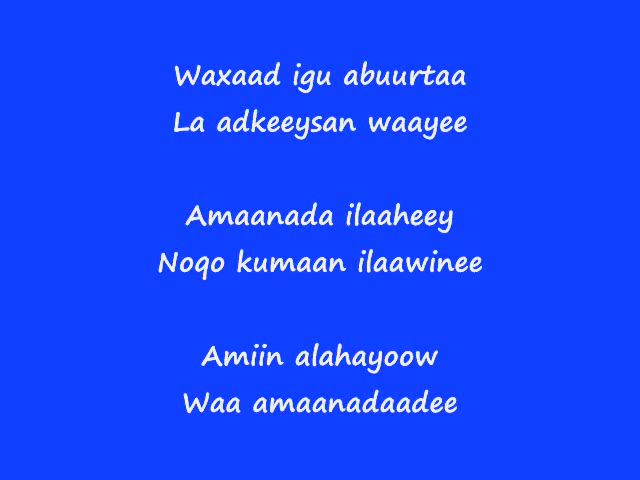 Waxaad igu abuurtaa
La adkeeysan waayee
Amaanada ilaaheey
Noqo kumaan ilaawinee
Amiin alahayoow
Waa amaanadaadee